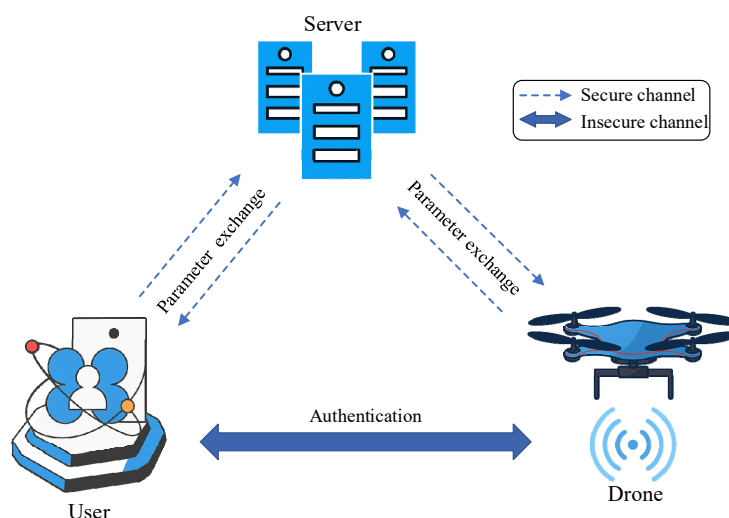 Server
Secure channel
Insecure channel
Parameter exchange
Parameter exchange
Authentication
User
Drone